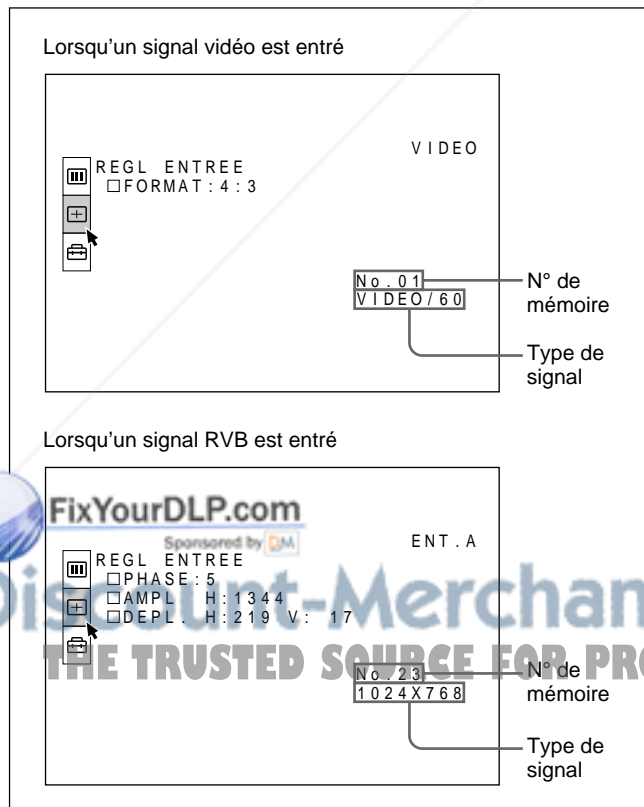 Lorsqu'un signal vidéo est entré
VIDEO
REGL ENTREE
□FORMAT:4:3
No.01
VIDEO/60
N° de
mémoire
Type de
signal
Lorsqu'un signal RVB est entré
FixYourDLP.com
Sponsored by DM
ENT.A
REGL ENTREE
□PHASE:5
□AMPL H:1344
□DEPL. H:219 V: 17
Discount-Merchan
THE TRUSTED SOURCE FOR PRO
No.23
1024X768
N° de
mémoire
Type de
signal